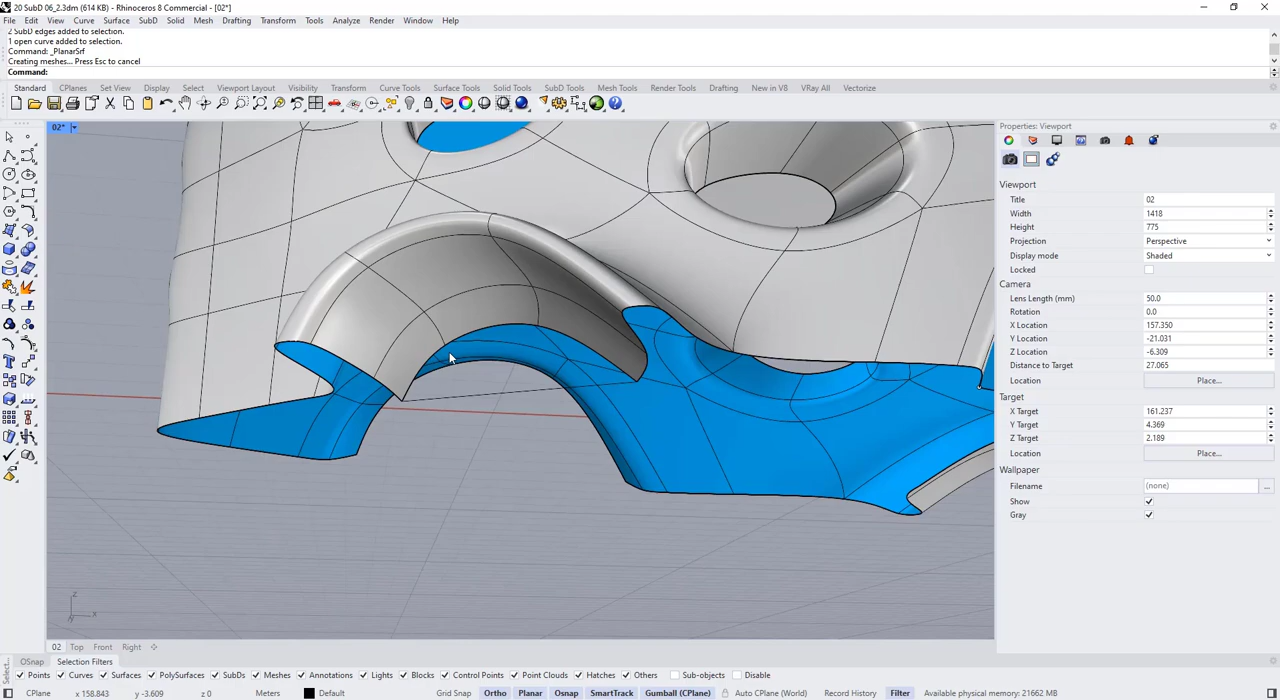 20 SubD 06_2.3dm (614 KB) - Rhinoceros 8 Commercial - [02*]
File Edit View Curve Surface SubD Solid Mesh Drafting Transform Tools Analyze Render Window Help
2 SubD edges added to selection.
1 open curve added to selection.
Command: _PlanarSrf
Creating meshes... Press Esc to cancel
Command:
Standard CPlanes Set View Display Select Viewport Layout Visibility Transform Curve Tools Surface Tools Solid Tools SubD Tools Mesh Tools Render Tools Drafting New in V8 VRay All Vectorize
02*
Properties: Viewport
Viewport
Title 02
Width 1418
Height 775
Projection Perspective
Display mode Shaded
Locked
Camera
Lens Length (mm) 50.0
Rotation 0.0
X Location 157.350
Y Location -21.031
Z Location -6.309
Distance to Target 27.065
Location Place...
Target
X Target 161.237
Y Target 4.369
Z Target 2.189
Location Place...
Wallpaper
Filename (none) ...
Show
Gray
z
x
02 Top Front Right
OSnap Selection Filters
Select...
Points Curves Surfaces PolySurfaces SubDs Meshes Annotations Lights Blocks Control Points Point Clouds Hatches Others Sub-objects Disable
CPlane x 158.843 y -3.609 z 0 Meters Default Grid Snap Ortho Planar Osnap SmartTrack Gumball (CPlane) Auto CPlane (World) Record History Filter Available physical memory: 21662 MB